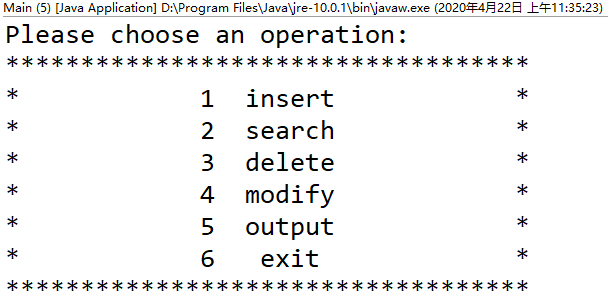 Main (5) [Java Application] D:\Program Files\Java\jre-10.0.1\bin\javaw.exe (2020年4月22日 上午11:35:23)
Please choose an operation:
***********************************
*            1  insert            *
*            2  search            *
*            3  delete            *
*            4  modify            *
*            5  output            *
*            6   exit             *
***********************************